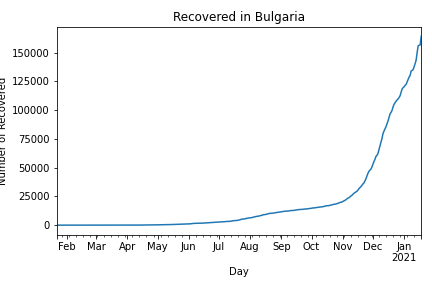 Recovered in Bulgaria
Number of Recovered
150000
125000
100000
75000
50000
25000
0
Feb Mar Apr May Jun Jul Aug Sep Oct Nov Dec Jan
2021
Day